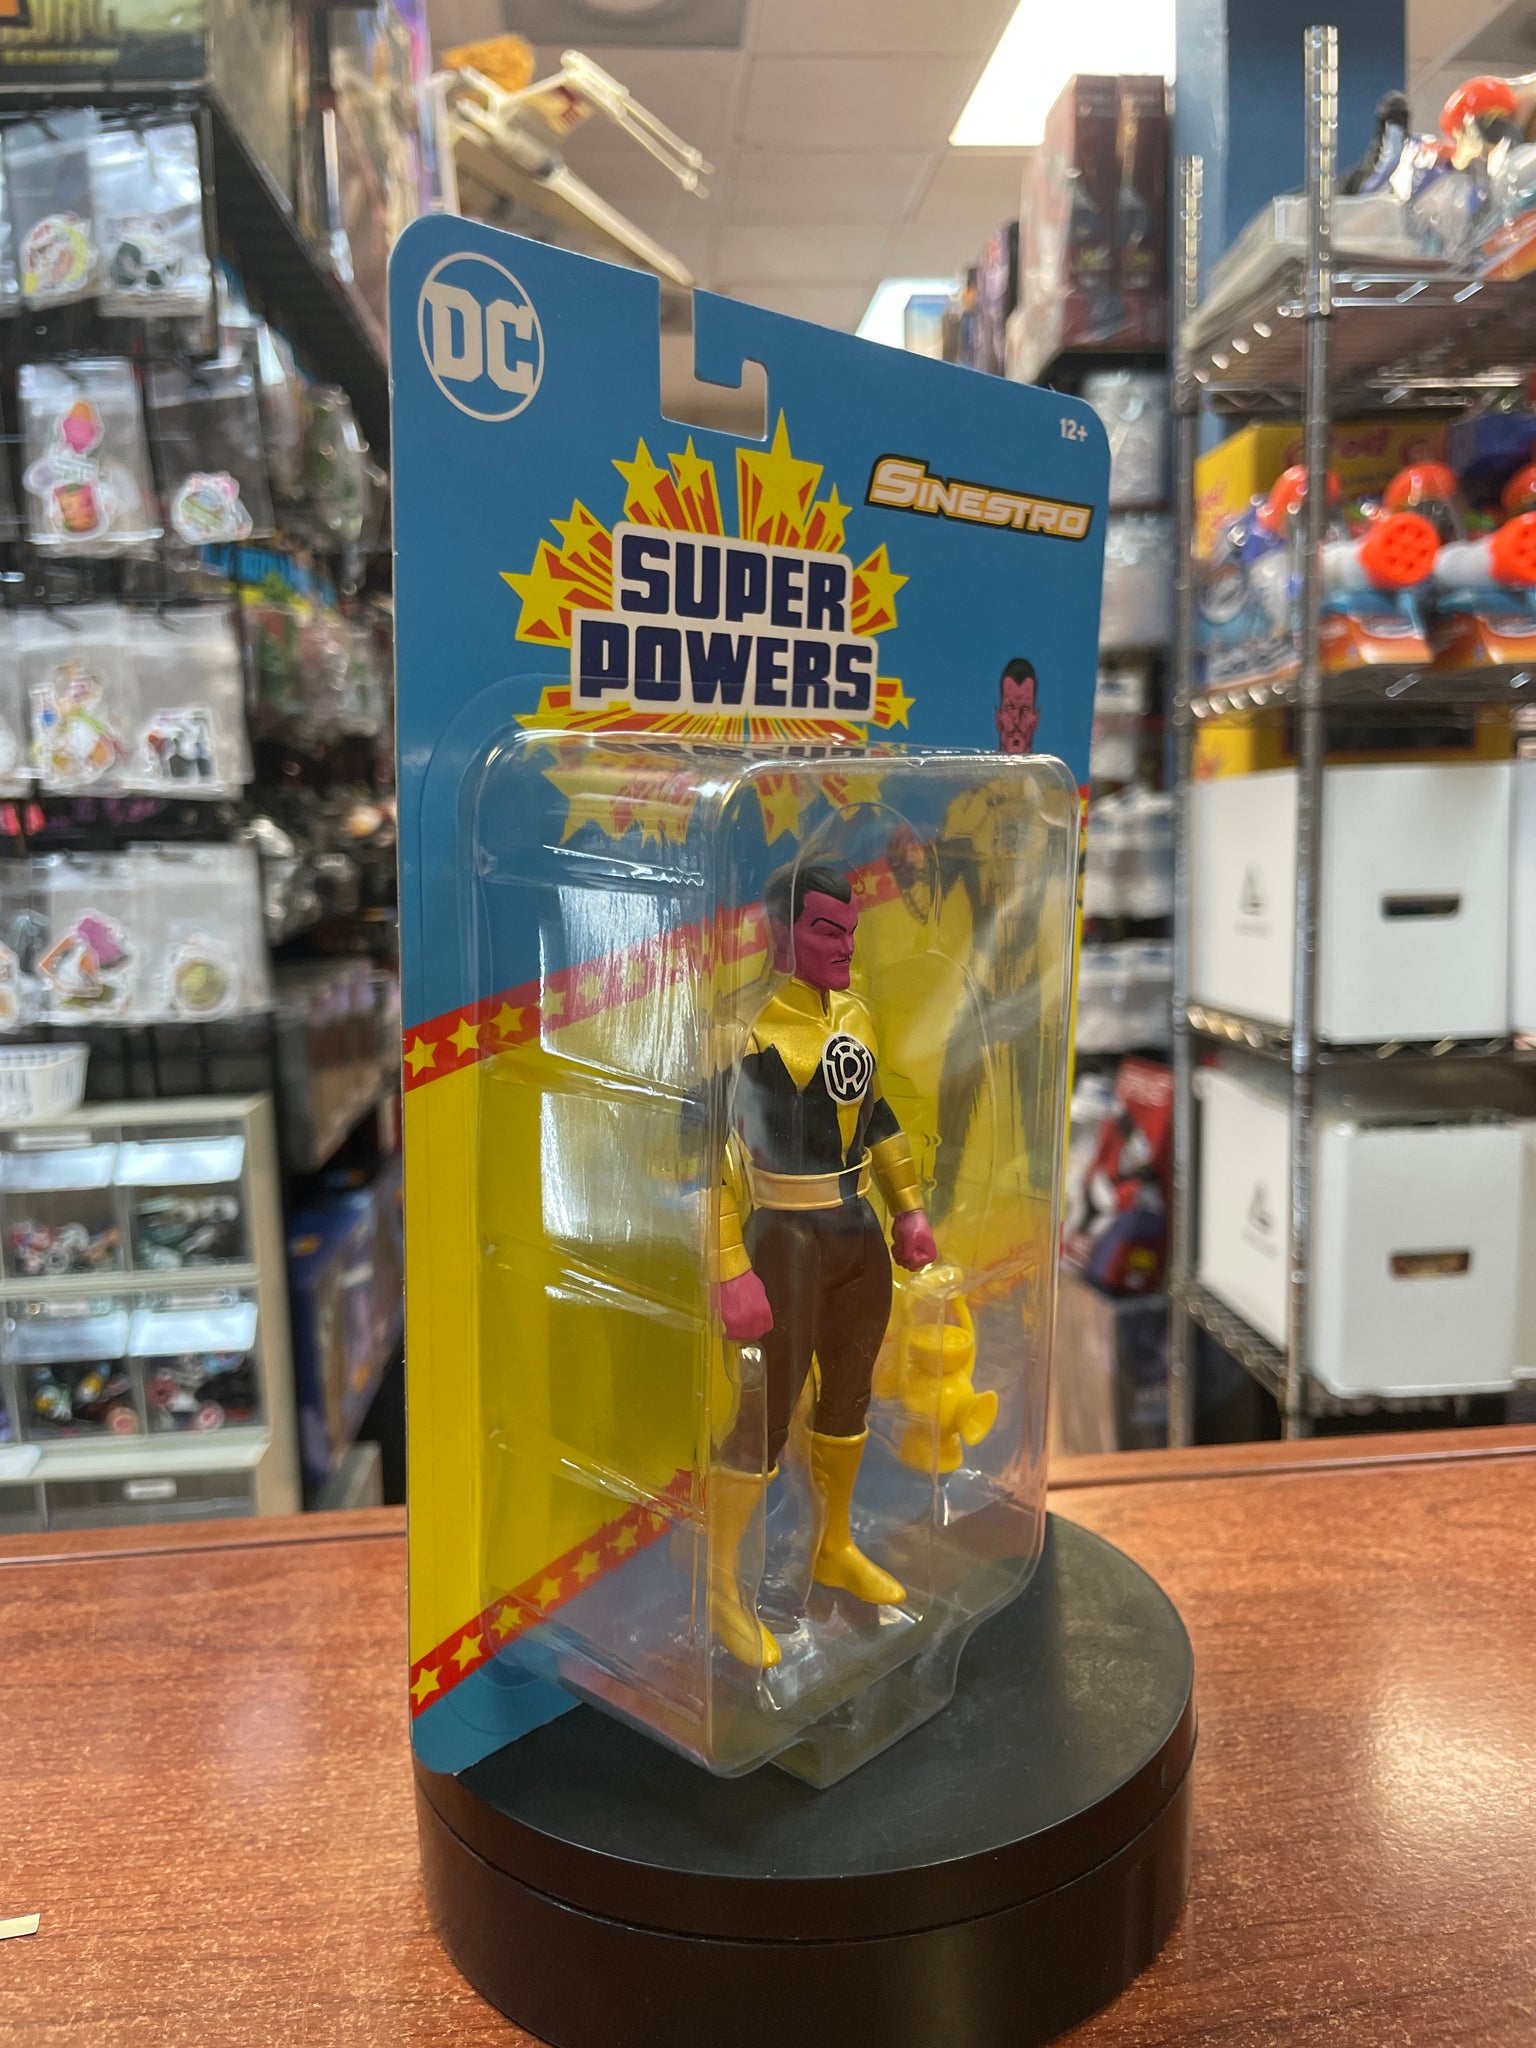 DC
12+
SINESTRO
SUPER
POWERS